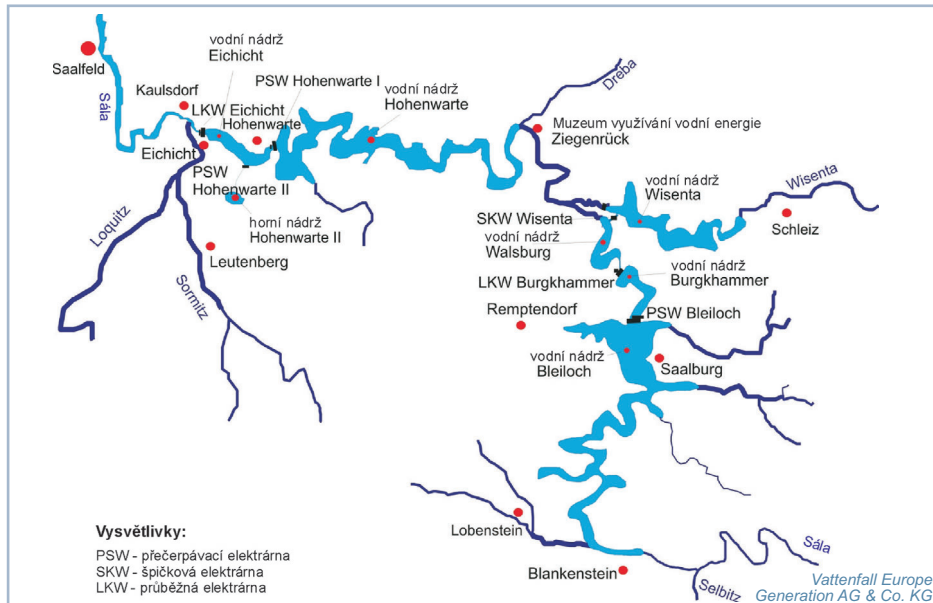 vodní nádrž
Eichicht
Saalfeld
Sála
Kaulsdorf
PSW Hohenwarte I
vodní nádrž
Hohenwarte
LKW Eichicht
Hohenwarte
Eichicht
PSW
Hohenwarte II
horní nádrž
Hohenwarte II
Loquitz
Leutenberg
Sormitz
Dreba
Muzeum využívání vodní energie
Ziegenrück
vodní nádrž
Wisenta
Wisenta
SKW Wisenta
Schleiz
vodní nádrž
Walsburg
LKW Burgkhammer
vodní nádrž
Burgkhammer
Remptendorf
PSW Bleiloch
vodní nádrž
Bleiloch
Saalburg
Lobenstein
Blankenstein
Sála
Selbitz
Vysvětlivky:
PSW - přečerpávací elektrárna
SKW - špičková elektrárna
LKW - průběžná elektrárna
Vattenfall Europe
Generation AG & Co. KG